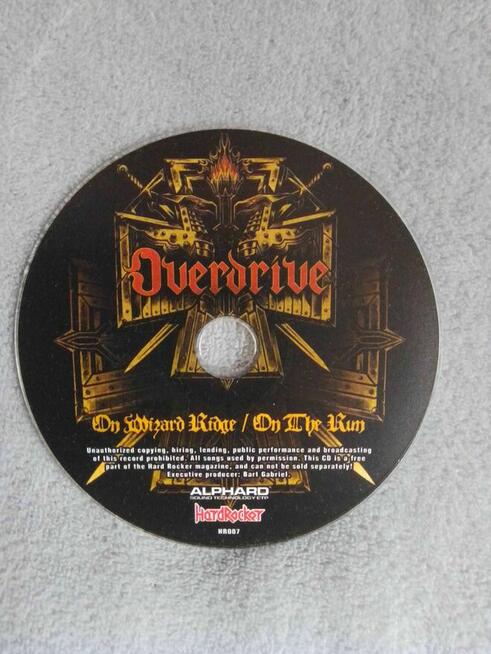 Overdrive
On Wizard Ridge / On The Run
Unauthorized copying, hiring, lending, public performance and broadcasting
of this record prohibited. All songs used by permission. This CD is a free
part of the Hard Rocker magazine, and can not be sold separately!
Executive producer: Bart Gabriel.
ALPHARD
SOUND TECHNOLOGY ETP
HardRocker
HR007